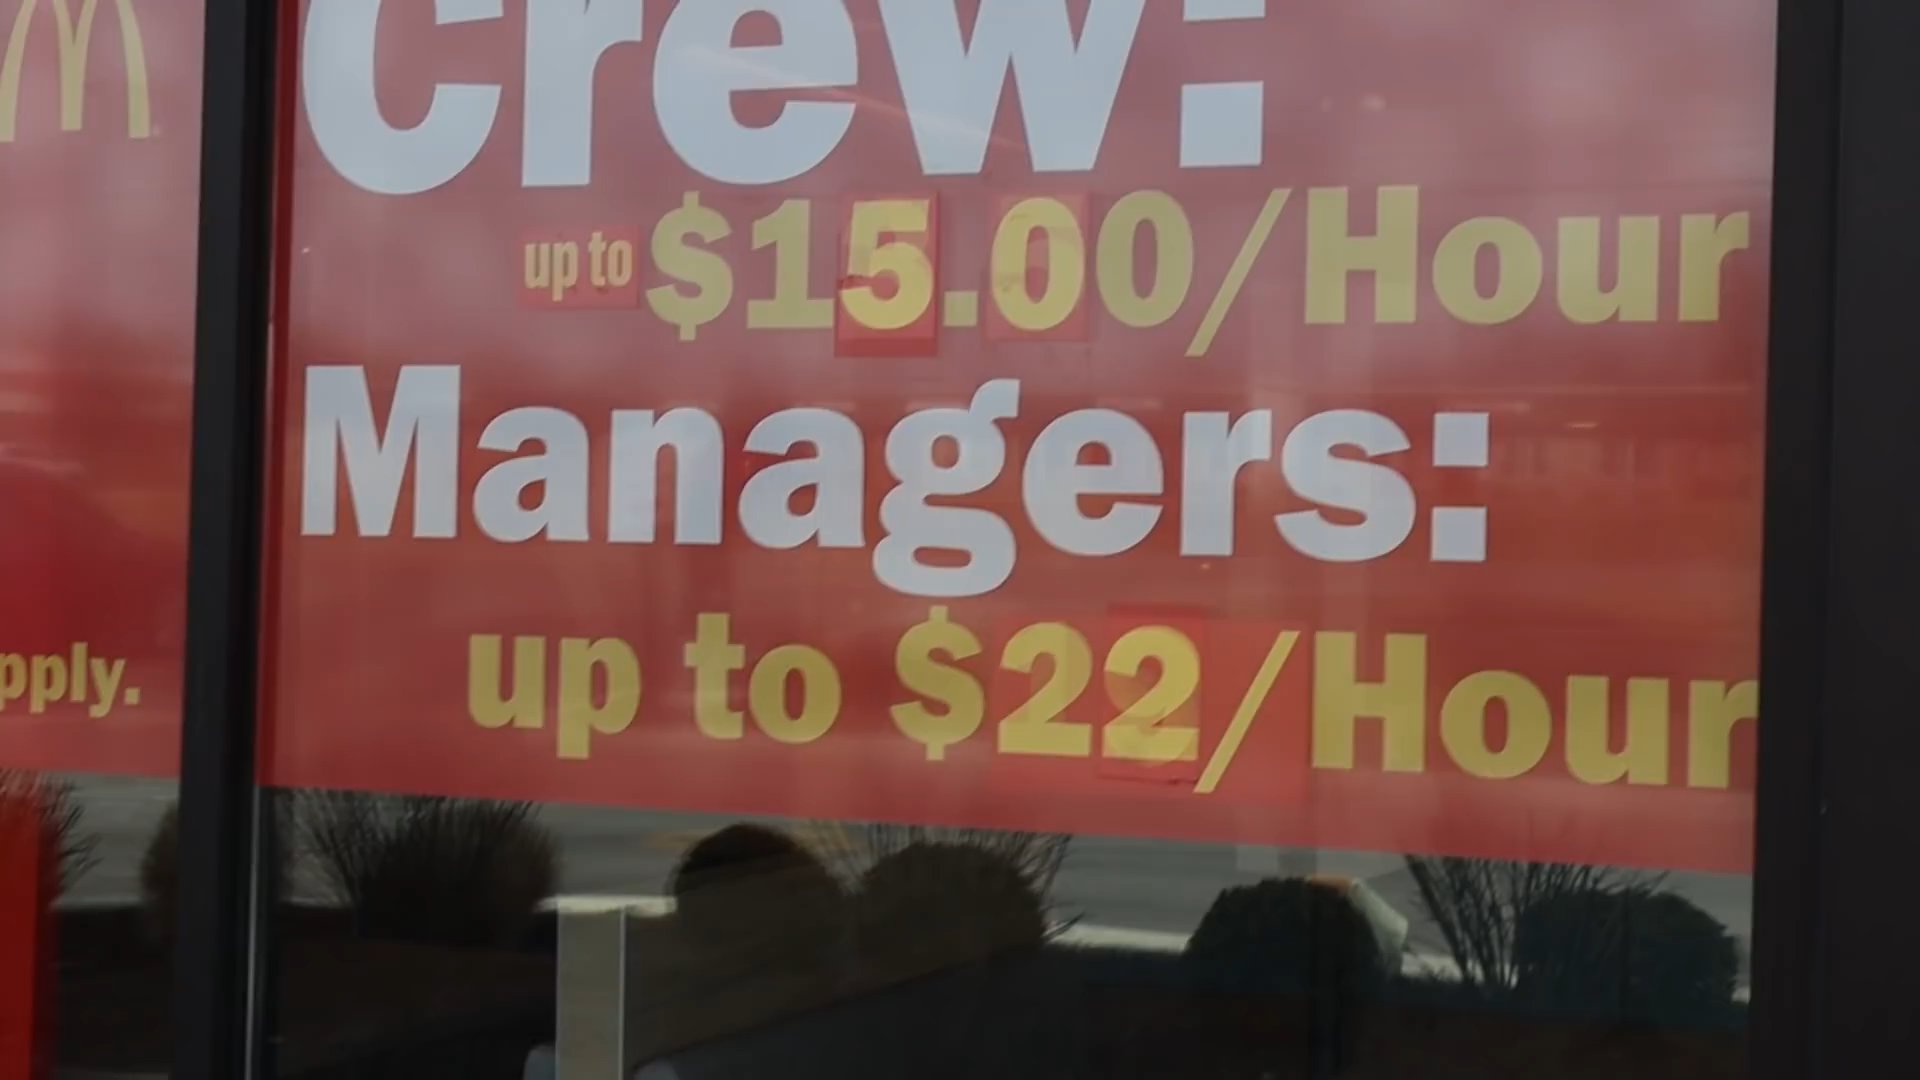 Crew:
up to $15.00/Hour
Managers:
up to $22/Hour
pply.